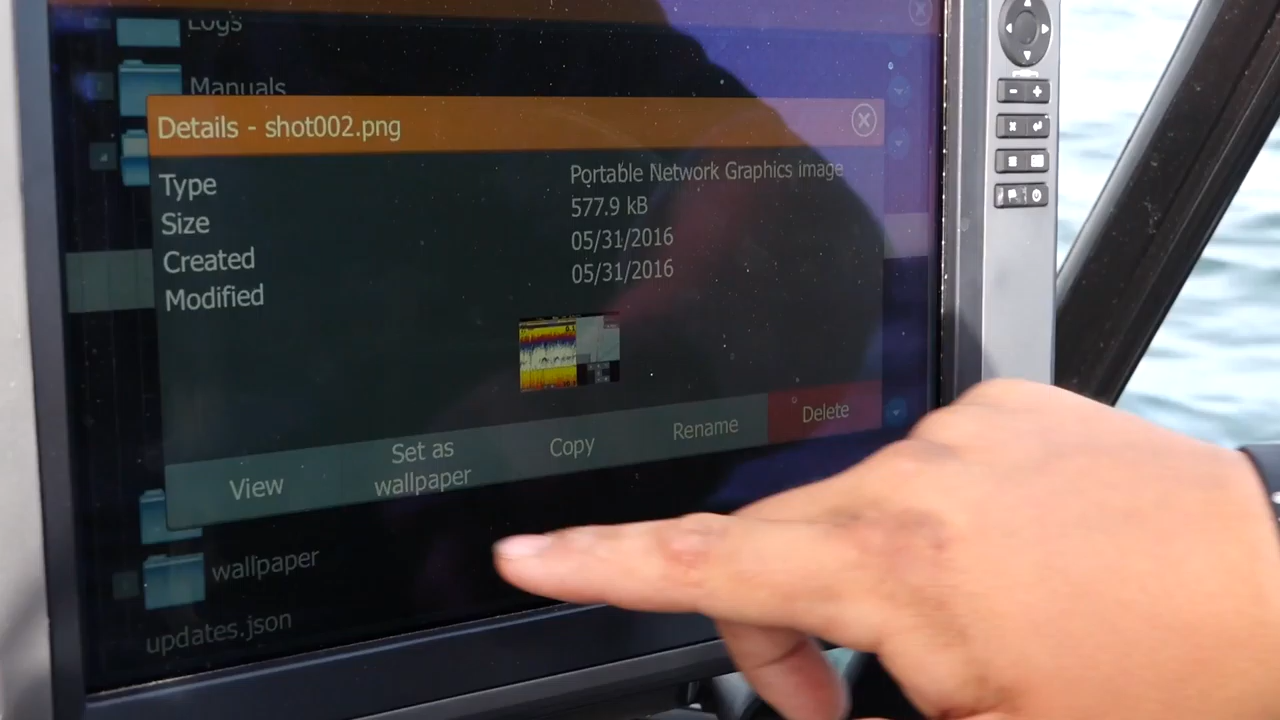 Logs
Manuals
Details - shot002.png
Type
Portable Network Graphics image
Size
577.9 kB
Created
05/31/2016
Modified
05/31/2016
View
Set as
wallpaper
Copy
Rename
Delete
wallpaper
updates.json